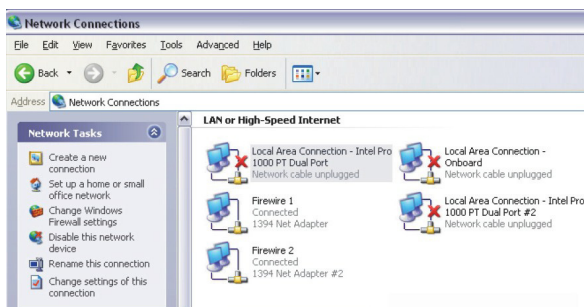 Network Connections
File Edit View Favorites Tools Advanced Help
Back Search Folders
Address Network Connections
Network Tasks
Create a new
connection
Set up a home or small
office network
Change Windows
Firewall settings
Disable this network
device
Rename this connection
Change settings of this
connection
LAN or High-Speed Internet
Local Area Connection - Intel Pro
1000 PT Dual Port
Network cable unplugged
Local Area Connection -
Onboard
Network cable unplugged
Firewire 1
Connected
1394 Net Adapter
Local Area Connection - Intel Pro
1000 PT Dual Port #2
Network cable unplugged
Firewire 2
Connected
1394 Net Adapter #2